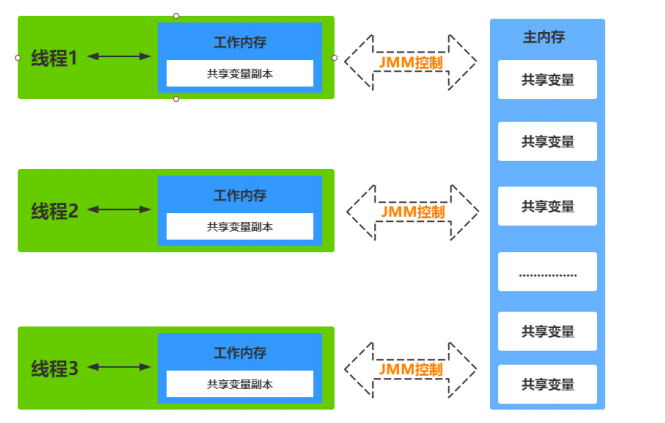 工作内存
线程1
共享变量副本
JMM控制
工作内存
线程2
共享变量副本
JMM控制
工作内存
线程3
共享变量副本
JMM控制
主内存
共享变量
共享变量
共享变量
................
共享变量
共享变量